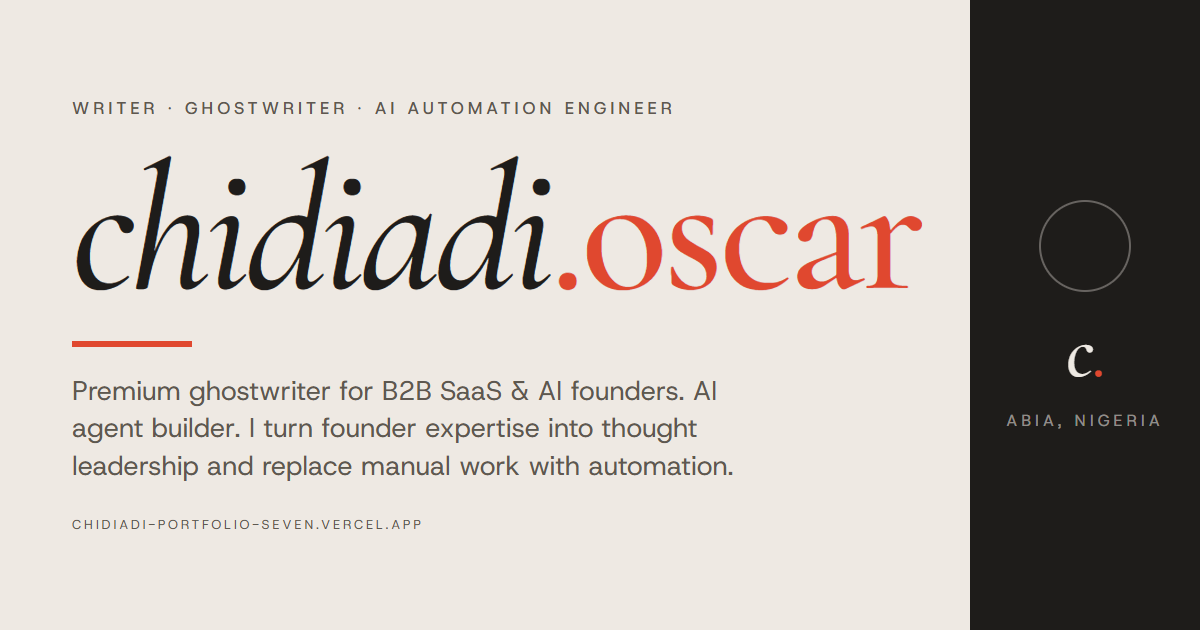 WRITER · GHOSTWRITER · AI AUTOMATION ENGINEER
chidiadi.oscar
Premium ghostwriter for B2B SaaS & AI founders. AI
agent builder. I turn founder expertise into thought
leadership and replace manual work with automation.
CHIDIADI-PORTFOLIO-SEVEN.VERCEL.APP
c.
ABIA, NIGERIA